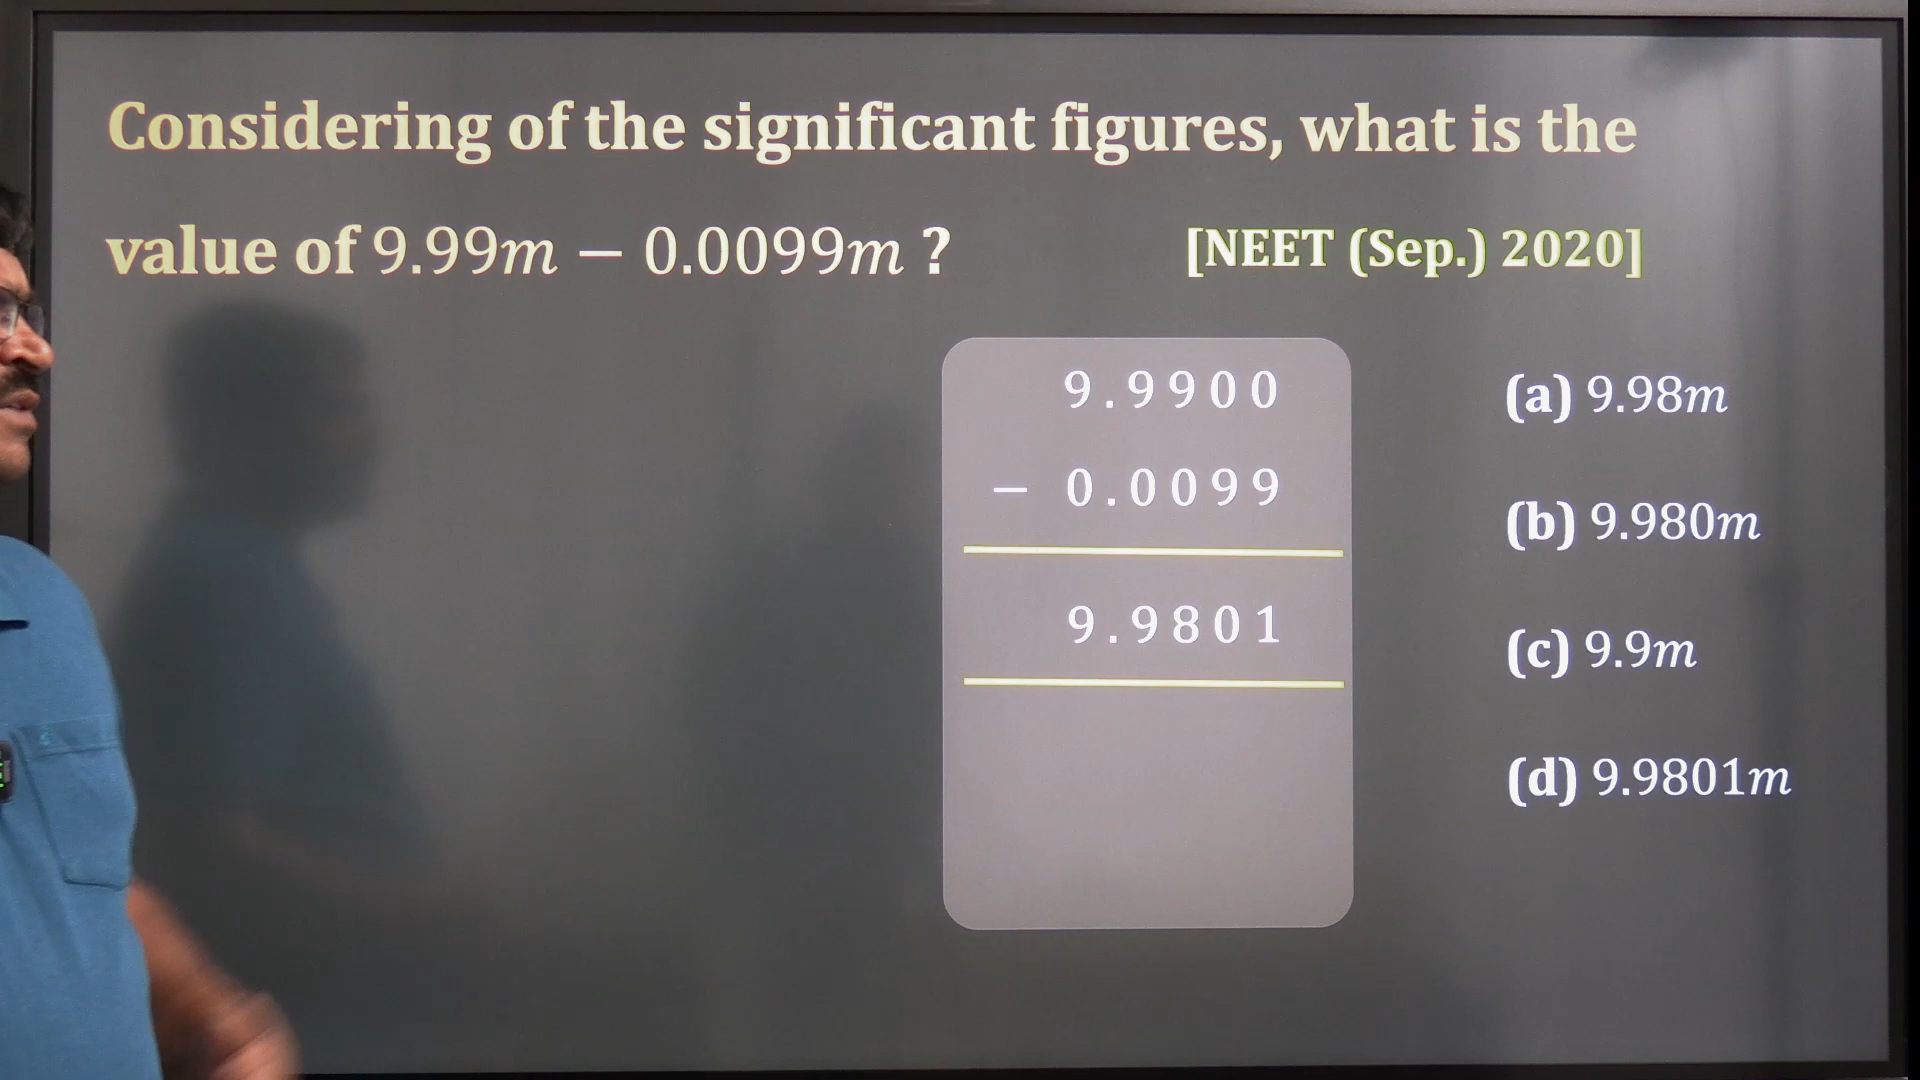 Considering of the significant figures, what is the
value of 9.99m − 0.0099m ?
[NEET (Sep.) 2020]
9.9900
− 0.0099
9.9801
(a) 9.98m
(b) 9.980m
(c) 9.9m
(d) 9.9801m